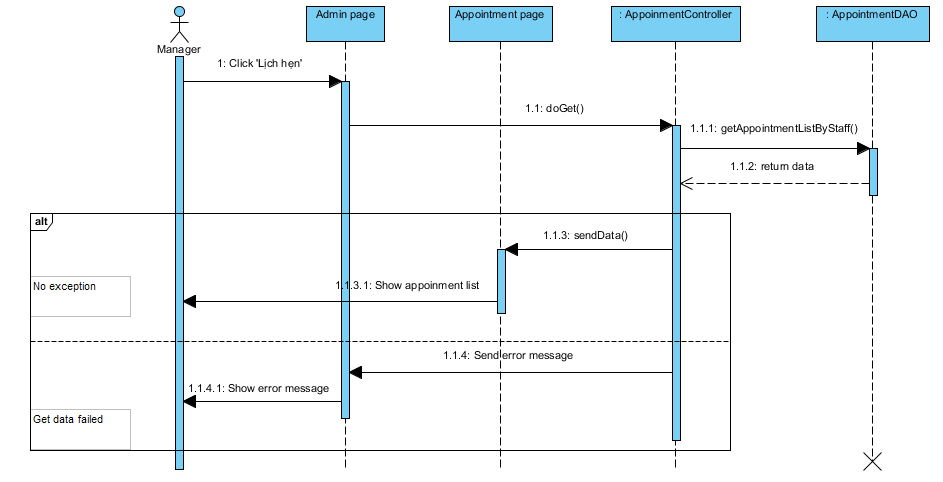 Admin page
Appointment page
: AppoinmentController
: AppointmentDAO
Manager
1: Click 'Lịch hẹn'
1.1: doGet()
1.1.1: getAppointmentListByStaff()
1.1.2: return data
alt
1.1.3: sendData()
No exception
1.1.3.1: Show appoinment list
1.1.4: Send error message
1.1.4.1: Show error message
Get data failed